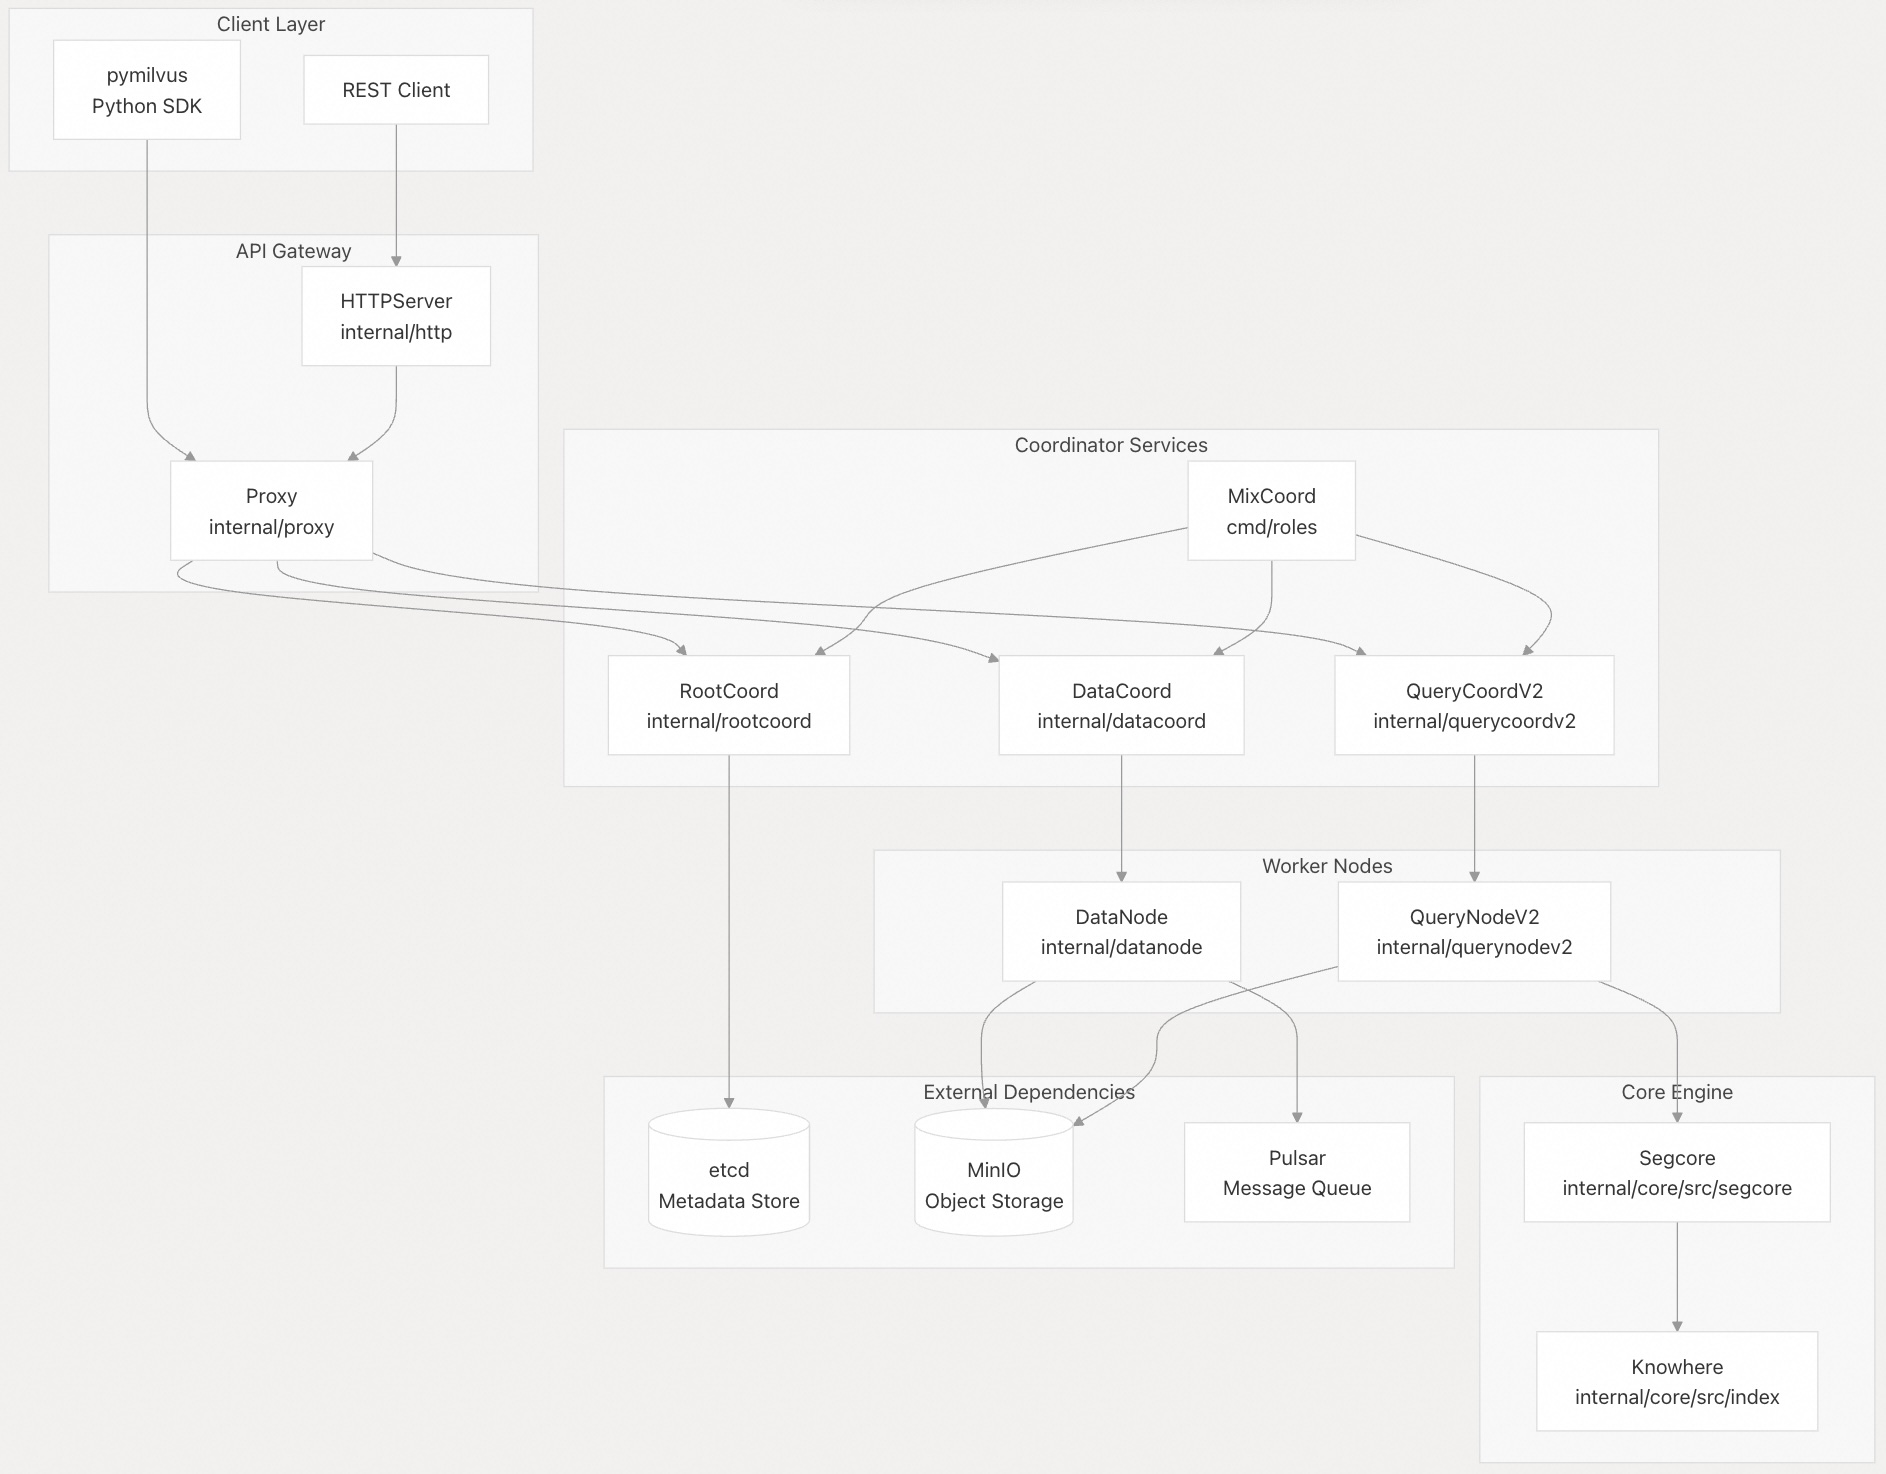 Client Layer
pymilvus
Python SDK
REST Client
API Gateway
HTTPServer
internal/http
Proxy
internal/proxy
Coordinator Services
MixCoord
cmd/roles
RootCoord
internal/rootcoord
DataCoord
internal/datacoord
QueryCoordV2
internal/querycoordv2
Worker Nodes
DataNode
internal/datanode
QueryNodeV2
internal/querynodev2
External Dependencies
etcd
Metadata Store
MinIO
Object Storage
Pulsar
Message Queue
Core Engine
Segcore
internal/core/src/segcore
Knowhere
internal/core/src/index